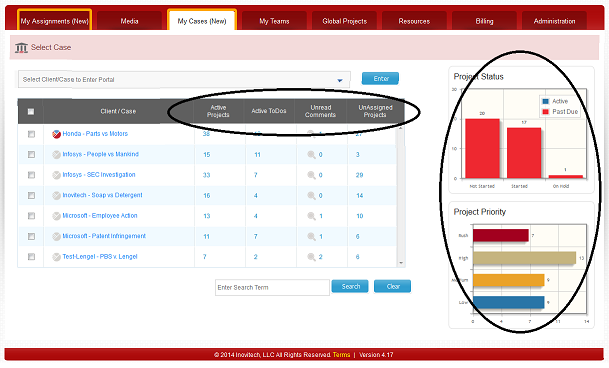 My Assignments (New) Media My Cases (New) My Teams Global Projects Resources Billing Administration
Select Case
Select Client/Case to Enter Portal Enter
Client / Case Active Projects Active ToDos Unread Comments UnAssigned Projects
Honda - Parts vs Motors 38
Infosys - People vs Mankind 15 11 0 3
Infosys - SEC Investigation 33 7 0 29
Inovitech - Soap vs Detergent 16 4 0 14
Microsoft - Employee Action 13 4 1 10
Microsoft - Patent Infringement 11 7 1 6
Test-Lengel - PBS v. Lengel 7 2 2 6
Enter Search Term Search Clear
Project Status
30
Active
Past Due
20
17
20
10
1
0
Not Started Started On Hold
Project Priority
Rush 7
High 13
Medium 9
Low 9
0 4 7 11 14
© 2014 Inovitech, LLC All Rights Reserved. Terms | Version 4.17